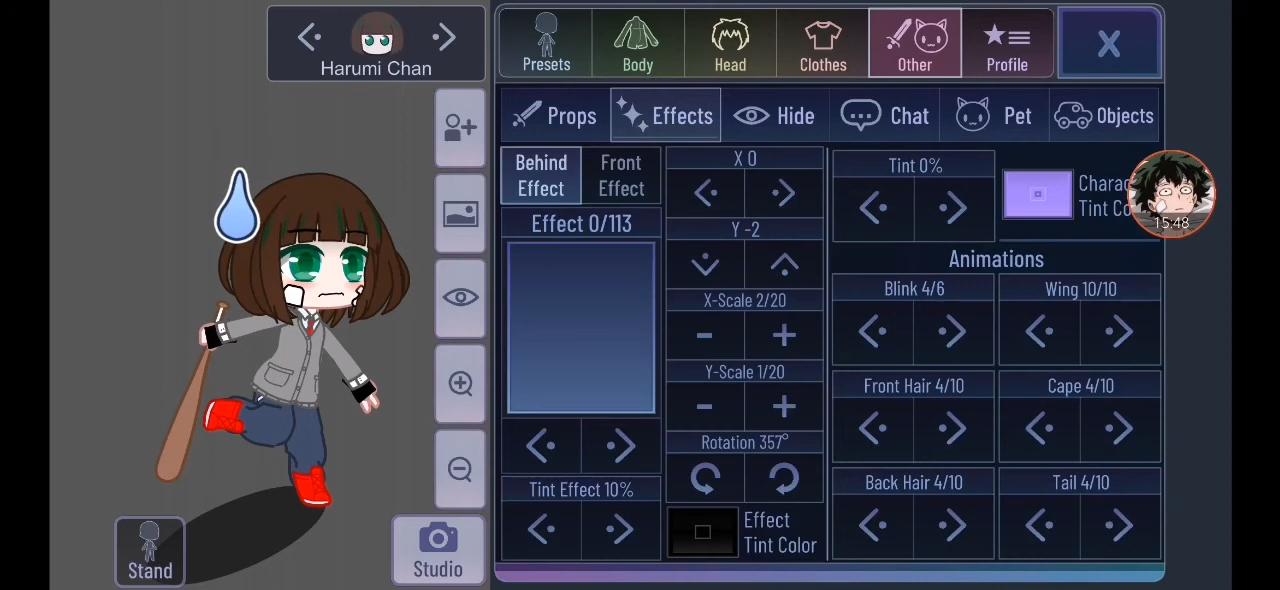 Harumi Chan
Presets
Body
Head
Clothes
Other
Profile
X
Props
Effects
Hide
Chat
Pet
Objects
Behind
Effect
Front
Effect
Effect 0/113
Tint Effect 10%
X 0
Y -2
X-Scale 2/20
Y-Scale 1/20
Rotation 357°
Effect
Tint Color
Tint 0%
Charac
Tint Co
15:48
Animations
Blink 4/6
Wing 10/10
Front Hair 4/10
Cape 4/10
Back Hair 4/10
Tail 4/10
Stand
Studio